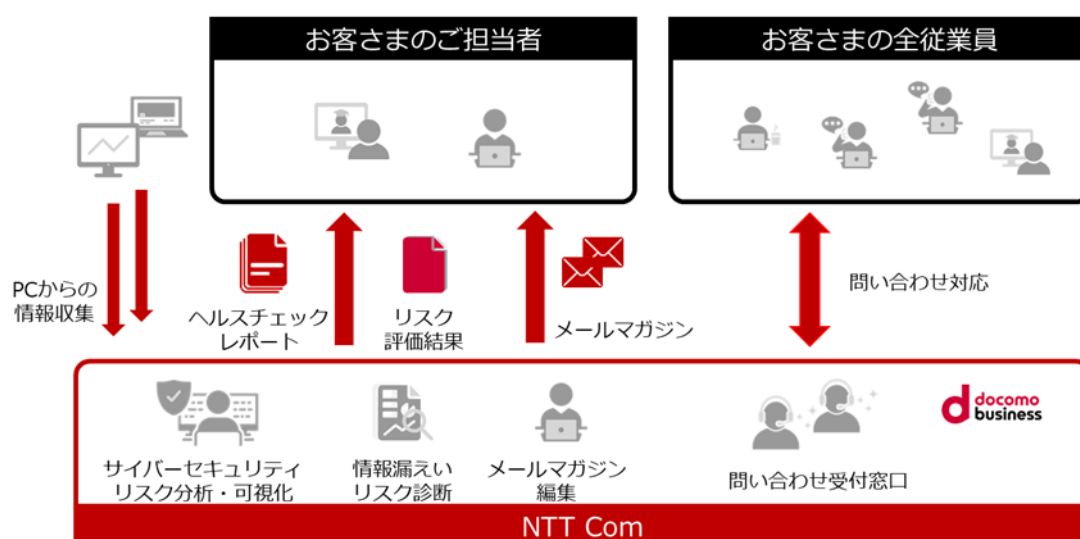 お客さまのご担当者
お客さまの全従業員
PCからの
情報収集
ヘルスチェック
レポート
リスク
評価結果
メールマガジン
問い合わせ対応
サイバーセキュリティ
リスク分析・可視化
情報漏えい
リスク診断
メールマガジン
編集
問い合わせ受付窓口
docomo
business
NTT Com